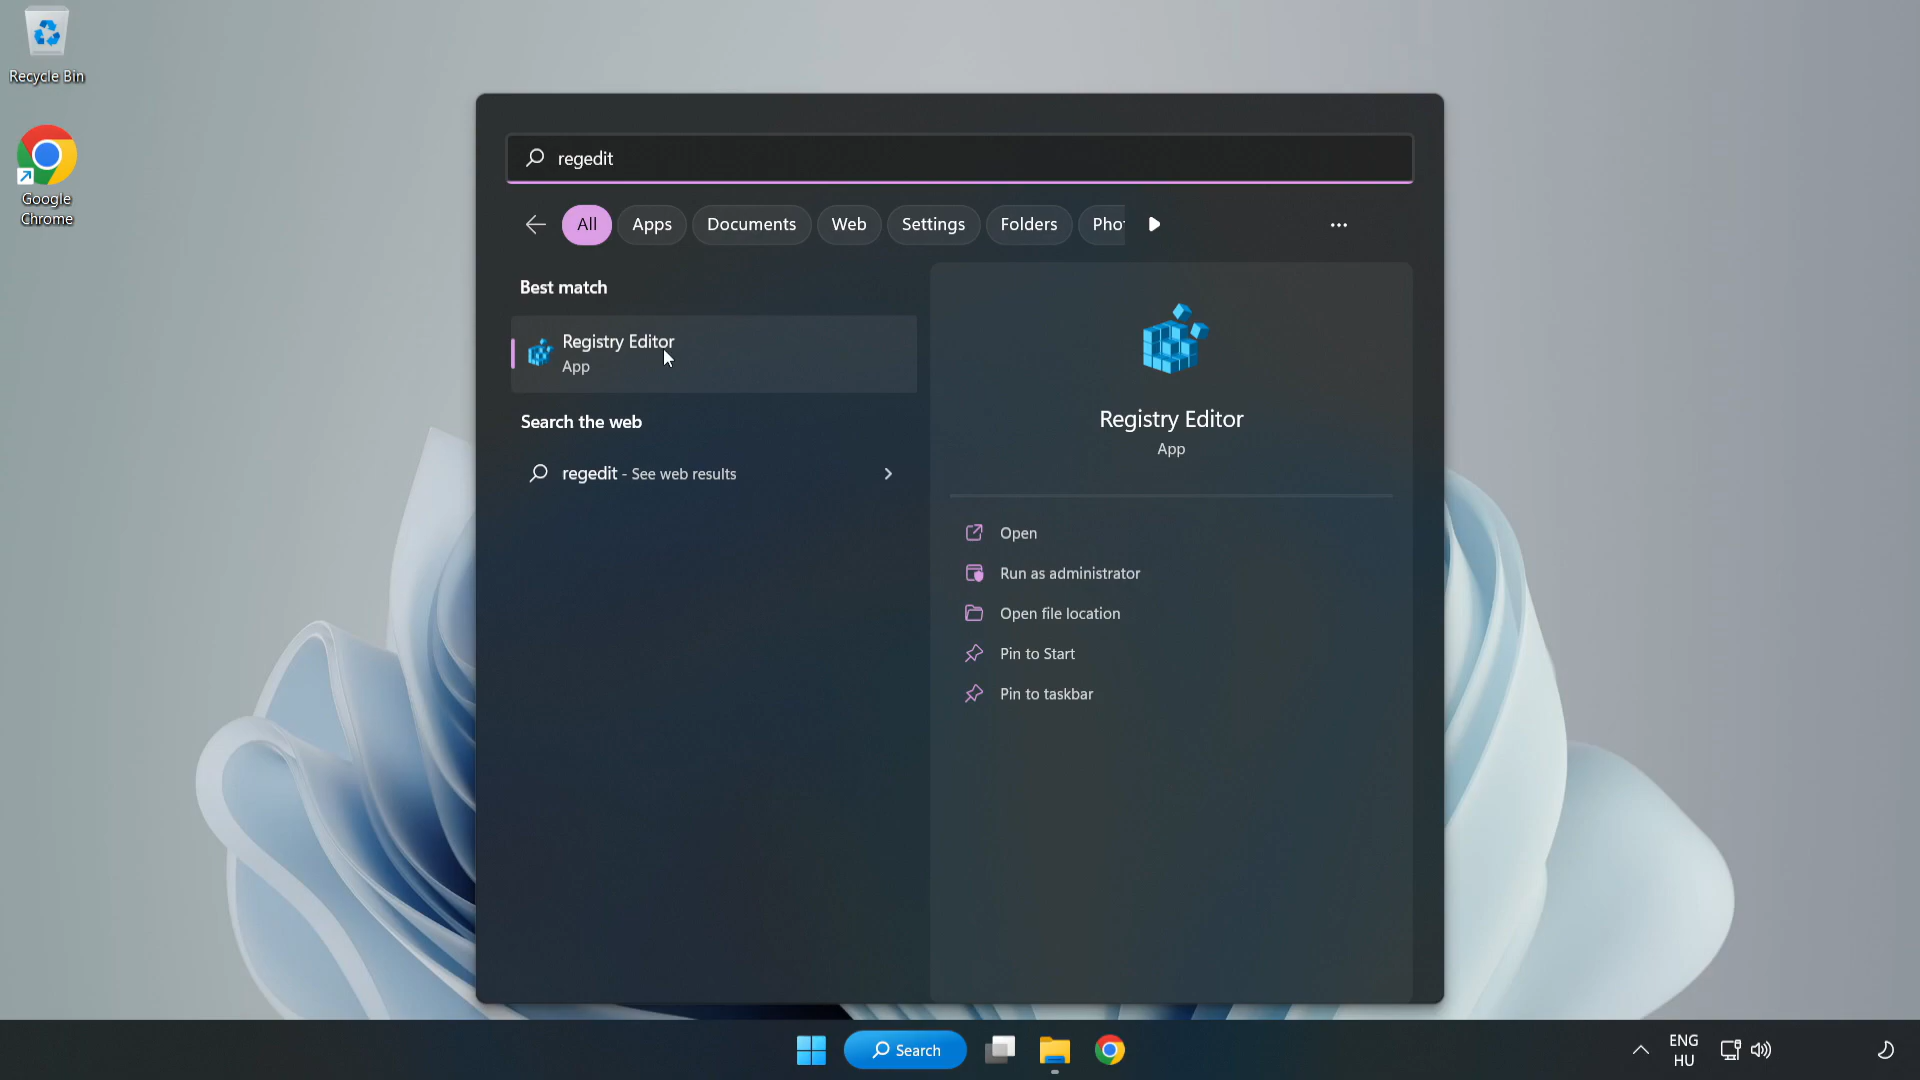 Recycle Bin
Google
Chrome
regedit
All
Apps
Documents
Web
Settings
Folders
Pho
Best match
Registry Editor
App
Search the web
regedit - See web results
Registry Editor
App
Open
Run as administrator
Open file location
Pin to Start
Pin to taskbar
Search
ENG
HU